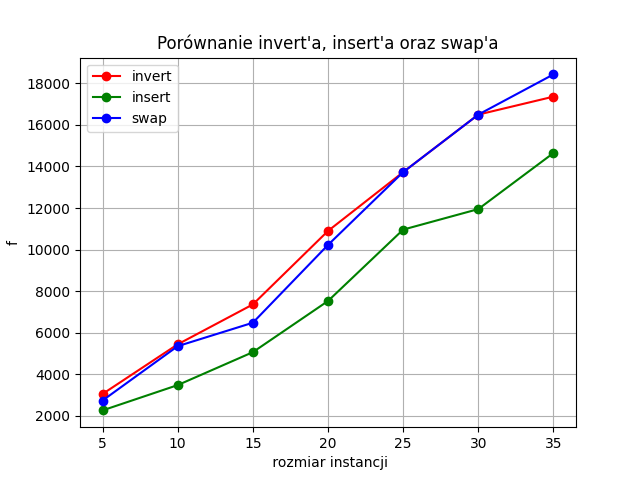 Porównanie invert'a, insert'a oraz swap'a
invert
insert
swap
18000
16000
14000
12000
10000
8000
6000
4000
2000
f
5 10 15 20 25 30 35
rozmiar instancji